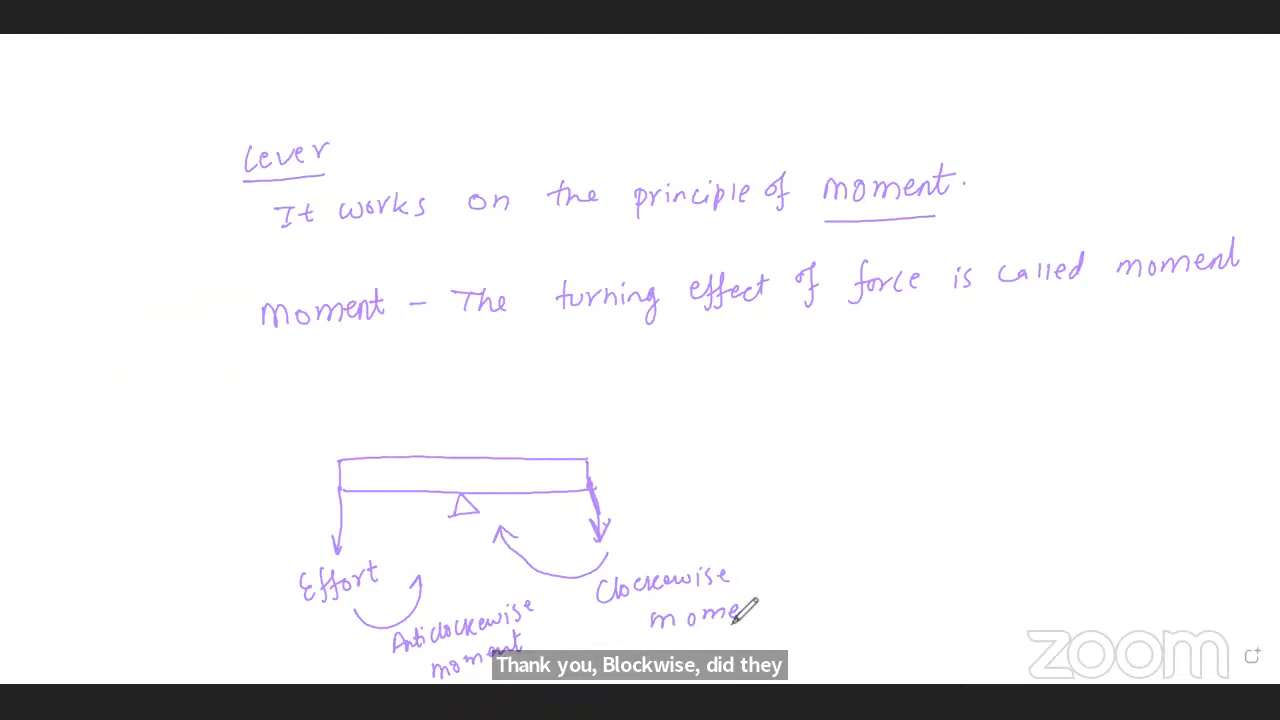 Lever
It works on the principle of moment.
Moment - The turning effect of force is called moment
Effort
Anticlockwise
moment
Clockwise
mome
Thank you, Blockwise, did they
zoom